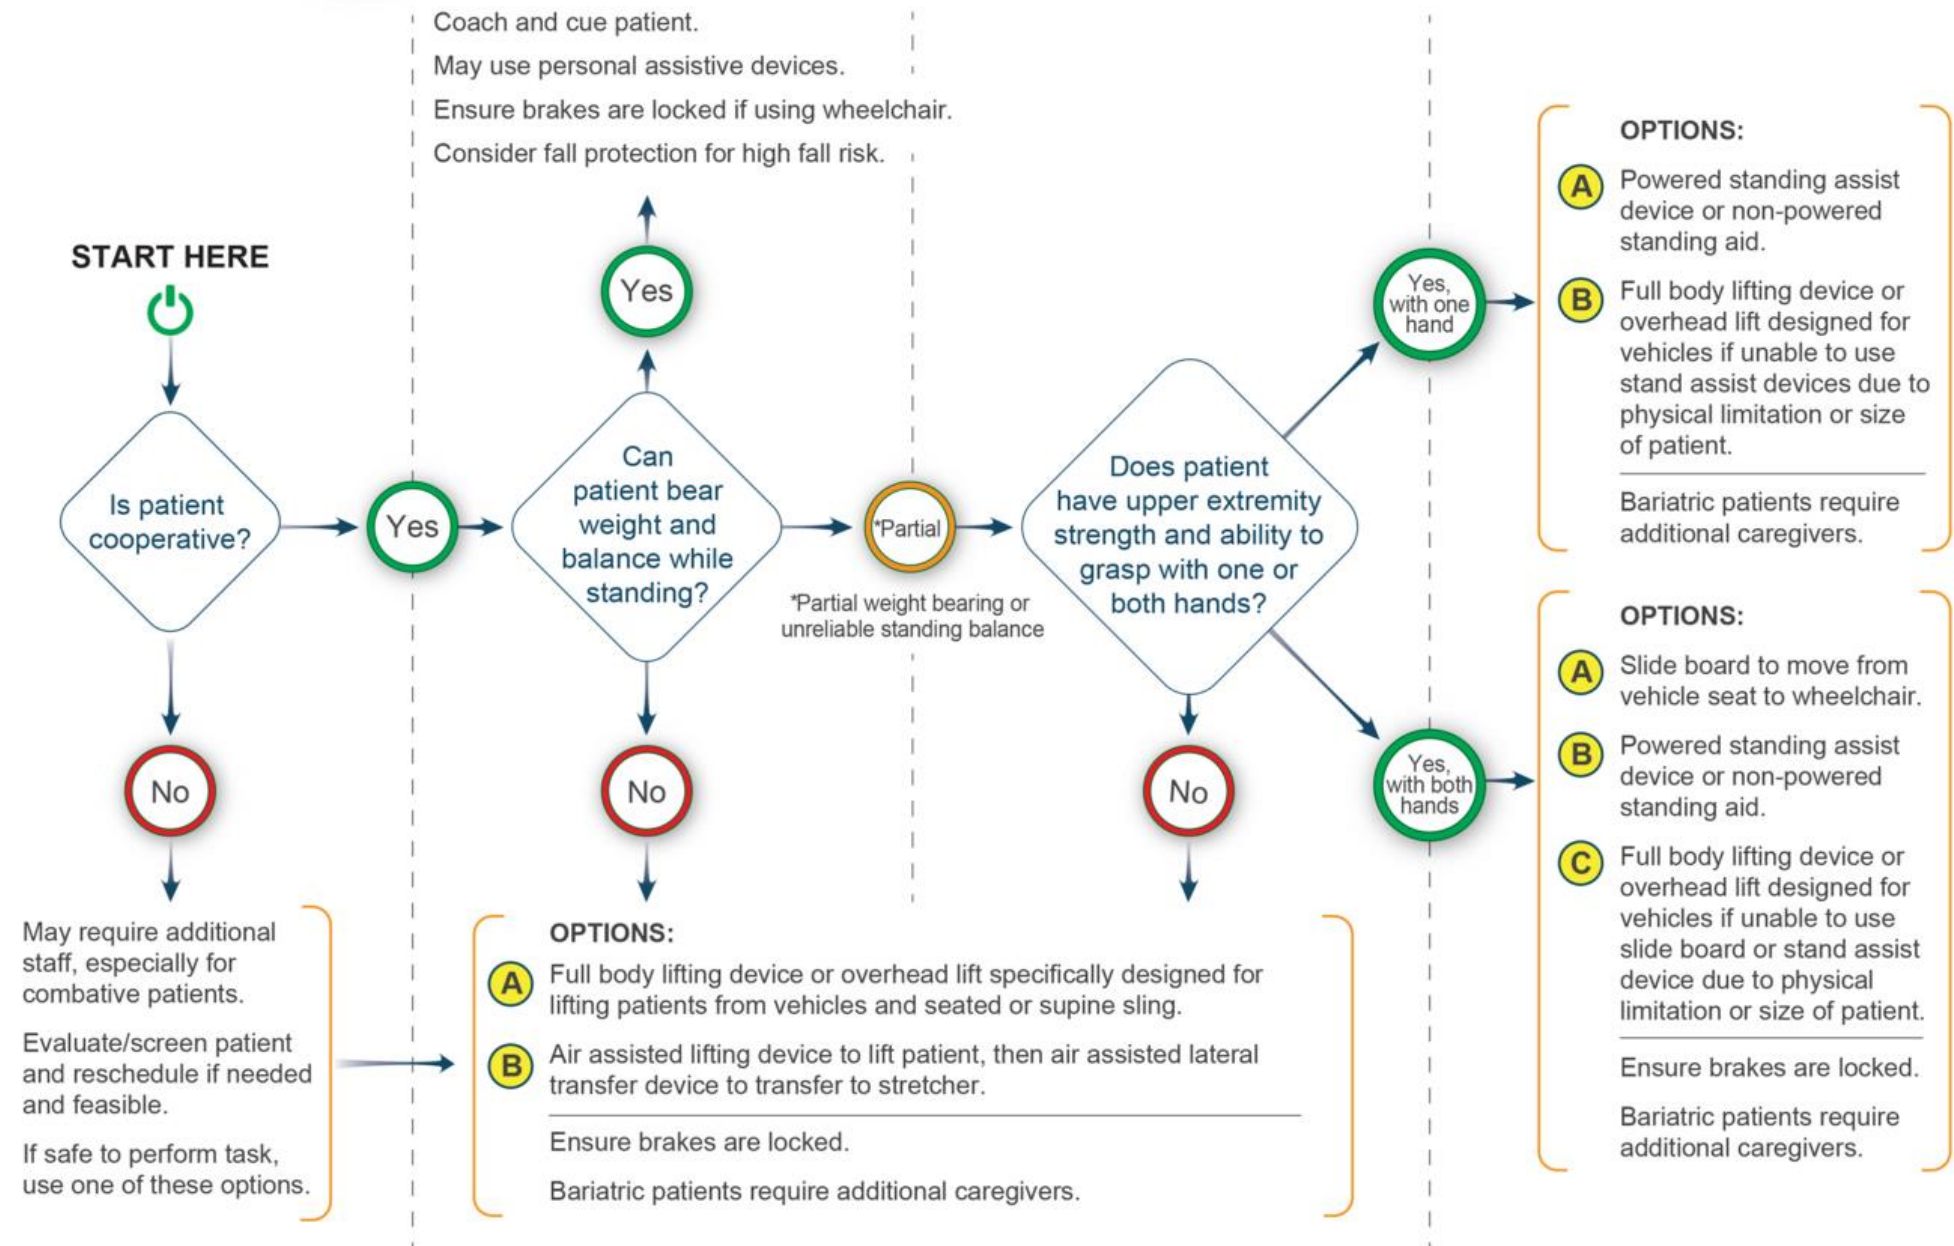 Coach and cue patient.
May use personal assistive devices.
Ensure brakes are locked if using wheelchair.
Consider fall protection for high fall risk.
START HERE
Is patient
cooperative?
Yes
No
May require additional
staff, especially for
combative patients.
Evaluate/screen patient
and reschedule if needed
and feasible.
If safe to perform task,
use one of these options.
Yes
Can
patient bear
weight and
balance while
standing?
No
*Partial
*Partial weight bearing or
unreliable standing balance
Does patient
have upper extremity
strength and ability to
grasp with one or
both hands?
No
OPTIONS:
A
Full body lifting device or overhead lift specifically designed for
lifting patients from vehicles and seated or supine sling.
B
Air assisted lifting device to lift patient, then air assisted lateral
transfer device to transfer to stretcher.
Ensure brakes are locked.
Bariatric patients require additional caregivers.
Yes,
with one
hand
OPTIONS:
A
Powered standing assist
device or non-powered
standing aid.
B
Full body lifting device or
overhead lift designed for
vehicles if unable to use
stand assist devices due to
physical limitation or size
of patient.
Bariatric patients require
additional caregivers.
Yes,
with both
hands
OPTIONS:
A
Slide board to move from
vehicle seat to wheelchair.
B
Powered standing assist
device or non-powered
standing aid.
C
Full body lifting device or
overhead lift designed for
vehicles if unable to use
slide board or stand assist
device due to physical
limitation or size of patient.
Ensure brakes are locked.
Bariatric patients require
additional caregivers.